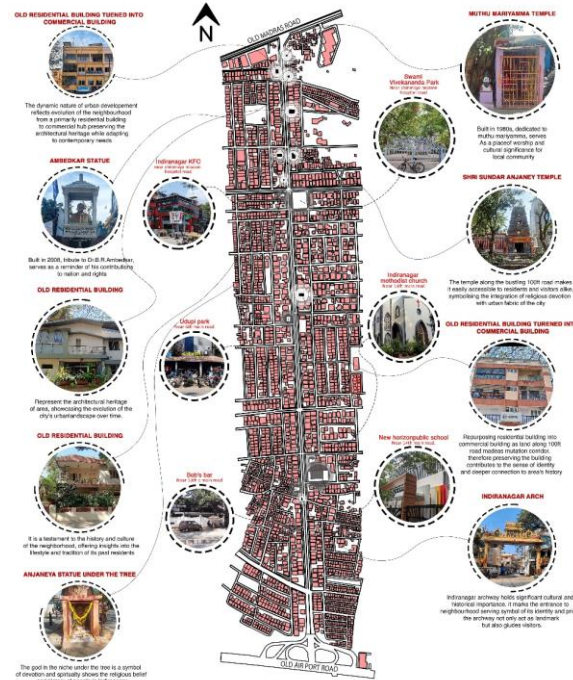 OLD RESIDENTIAL BUILDING TUENED INTO
COMMERCIAL BUILDING
The dynamic nature of urban developement
reflects evolution of the neighbourhood
from a primarily residential building
to commercial hub preserving the
architectural heritage while adapting
to contemporary needs
AMBEDKAR STATUE
Built in 2008, tribute to Dr.B.R.Ambedkar,
serves as a reminder of his contributions
to nation and rights
OLD RESIDENTIAL BUILDING
Represent the architectural heritage
of area, showcasing the evolution of the
city's urbanlandscape over time.
OLD RESIDENTIAL BUILDING
It is a testament to the history and culture
of the neighborhood, offering insights into the
lifestyle and tradition of its past residents
ANJANEYA STATUE UNDER THE TREE
The god in the niche under the tree is a symbol
of devotion and spirituality shows the religious belief
Indiranagar KFC
hospital road
Udupi park
Bob's bar
N
OLD MADRAS ROAD
OLD AIR PORT ROAD
Swami
Vivekananda Park
hospital road
Indiranagar
methodist church
New horizonpublic school
MUTHU MARIYAMMA TEMPLE
Built in 1980s, dedicated to
muthu mariyamma, serves
As a placeof worship and
cultural significance for
local community
SHRI SUNDAR ANJANEY TEMPLE
The temple along the bustling 100ft road makes
it easily accessible to residents and visitors alike,
symbolising the integration of religious devotion
with urban fabric of the city
OLD RESIDENTIAL BUILDING TURENED INTO
COMMERCIAL BUILDING
Repurposing residential building into
commercial building as land along 100ft
road madras mutation corridor,
therefore preserving the building
contributes to the sense of identity
and deeper connection to area's history
INDIRANAGAR ARCH
Indiranagar archway holds significant cultural and
historical importance. it marks the entrance to
neighbourhood serving symbol of its identity and
the archway not only act as landmark
but also giudes visitors.